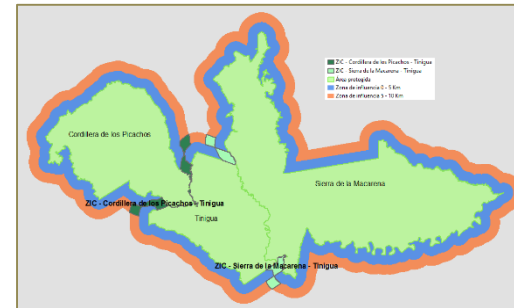 ZIC - Cordillera de los Picachos - Tinigua
ZIC - Sierra de la Macarena - Tinigua
Área protegida
Zona de influencia 0 - 5 Km
Zona de influencia 5 - 10 Km
Cordillera de los Picachos
Sierra de la Macarena
ZIC - Cordillera de los Picachos - Tinigua
Tinigua
ZIC - Sierra de la Macarena - Tinigua